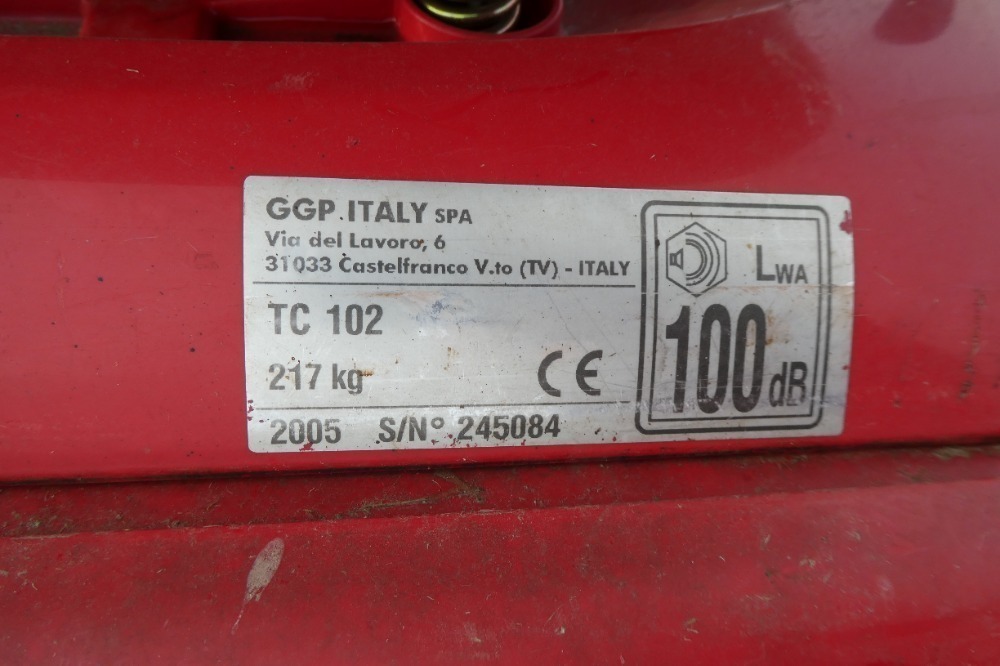 GGP ITALY SPA
Via del Lavoro, 6
31033 Castelfranco V.to (TV) - ITALY
TC 102
217 kg
CE
2005 S/N° 245084
LWA
100 dB